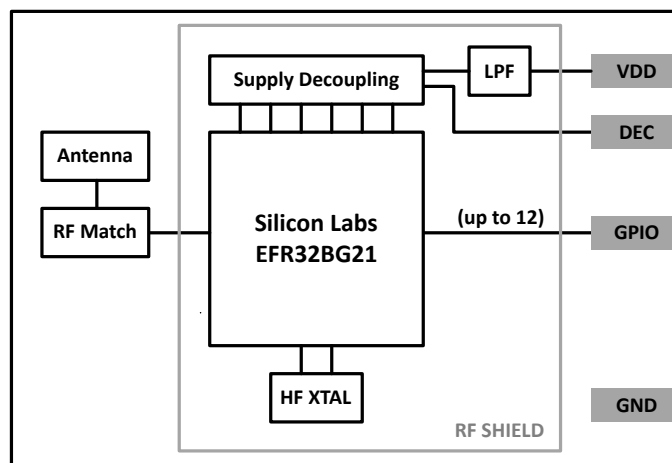 Supply Decoupling
LPF
VDD
DEC
Antenna
RF Match
Silicon Labs
EFR32BG21
(up to 12)
GPIO
HF XTAL
GND
RF SHIELD